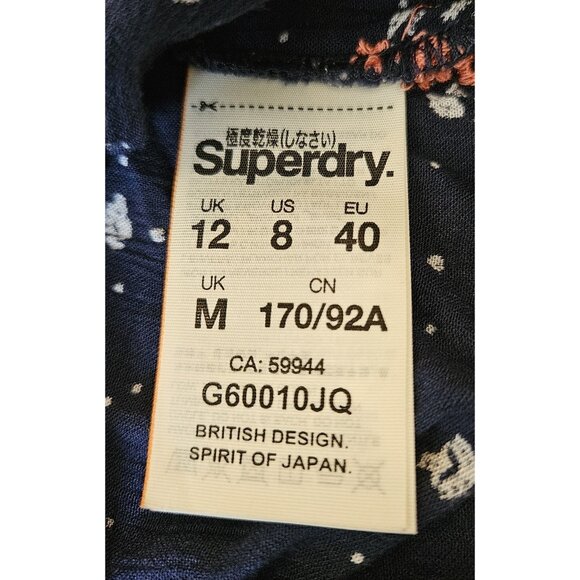 極度乾燥(しなさい)
Superdry.
UK US EU
12 8 40
UK CN
M 170/92A
CA: 59944
G60010JQ
BRITISH DESIGN.
SPIRIT OF JAPAN.